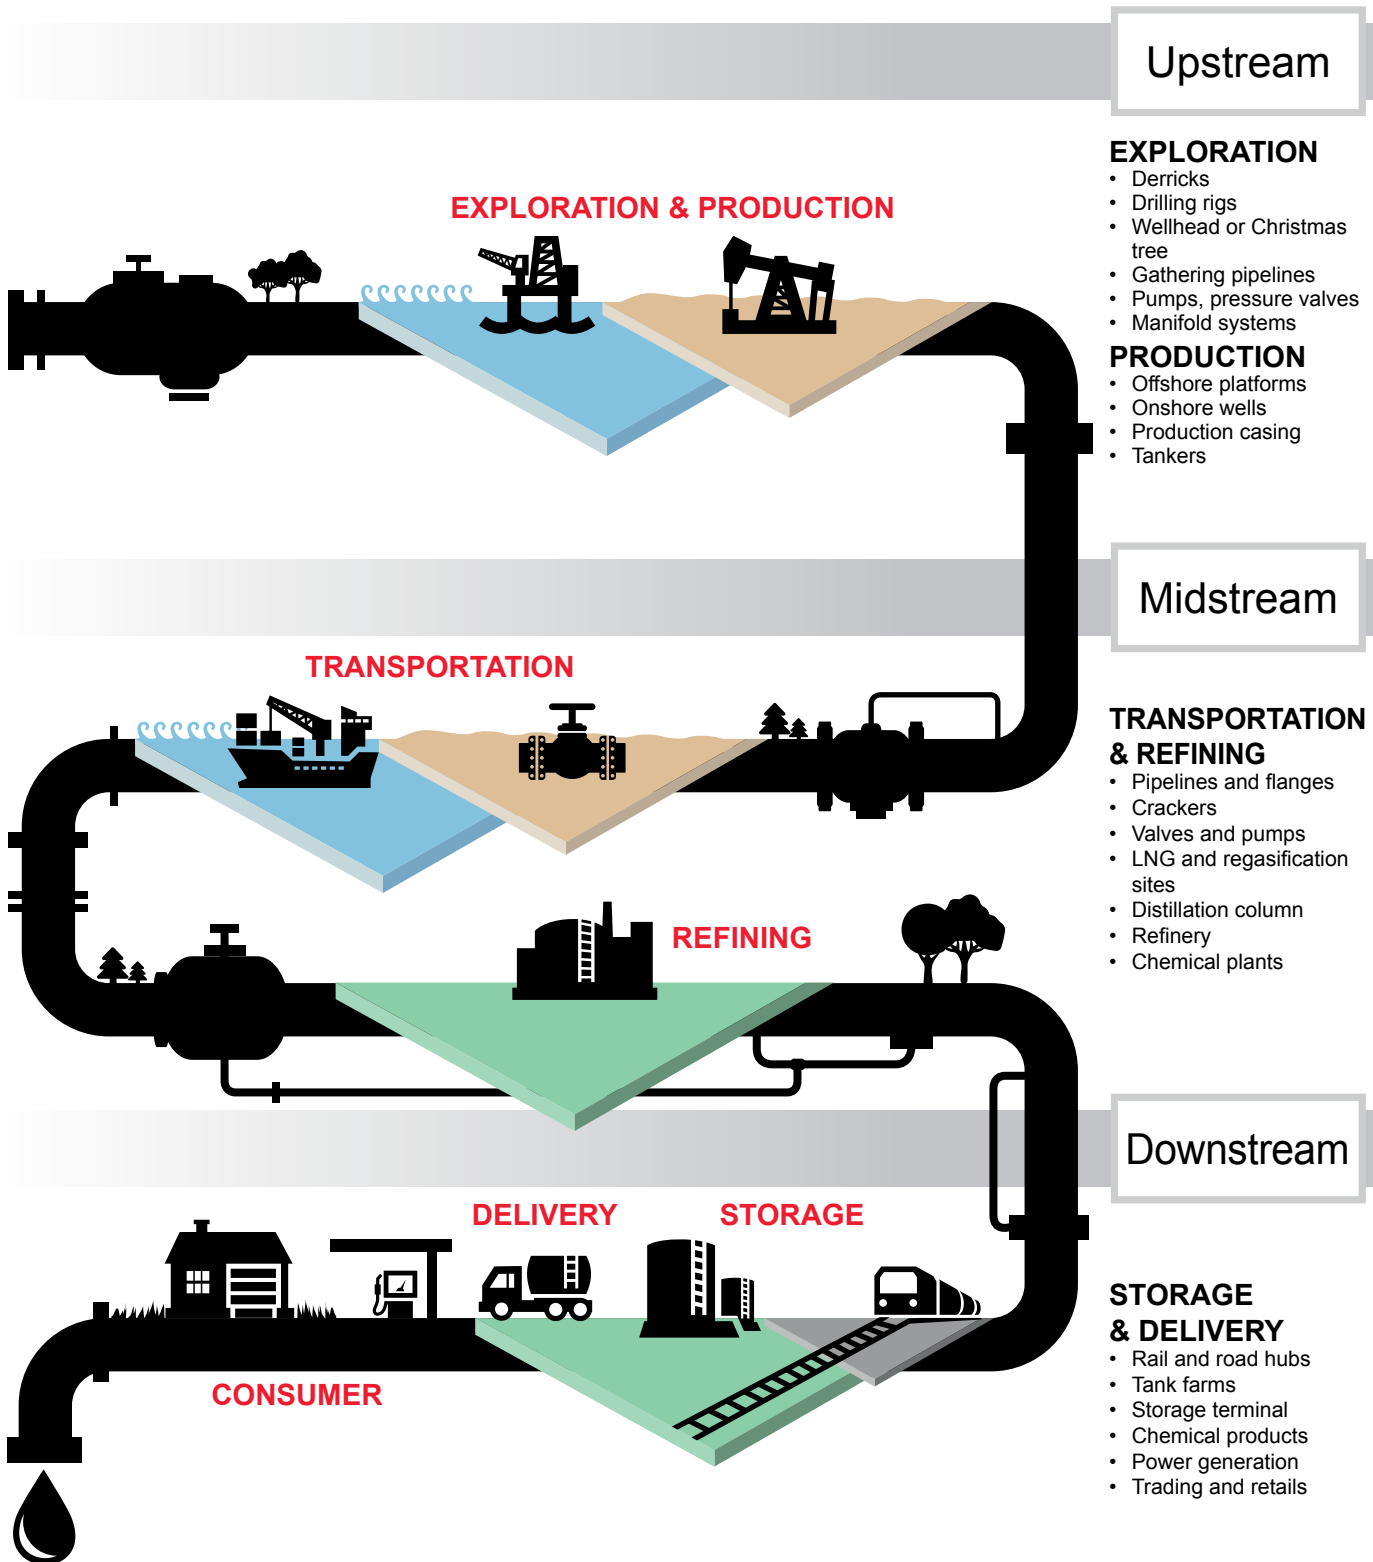 Upstream
EXPLORATION
• Derricks
• Drilling rigs
• Wellhead or Christmas
tree
• Gathering pipelines
• Pumps, pressure valves
• Manifold systems
PRODUCTION
• Offshore platforms
• Onshore wells
• Production casing
• Tankers
EXPLORATION & PRODUCTION
Midstream
TRANSPORTATION
TRANSPORTATION
& REFINING
• Pipelines and flanges
• Crackers
• Valves and pumps
• LNG and regasification
sites
• Distillation column
• Refinery
• Chemical plants
REFINING
Downstream
DELIVERY
STORAGE
STORAGE
& DELIVERY
• Rail and road hubs
• Tank farms
• Storage terminal
• Chemical products
• Power generation
• Trading and retails
CONSUMER